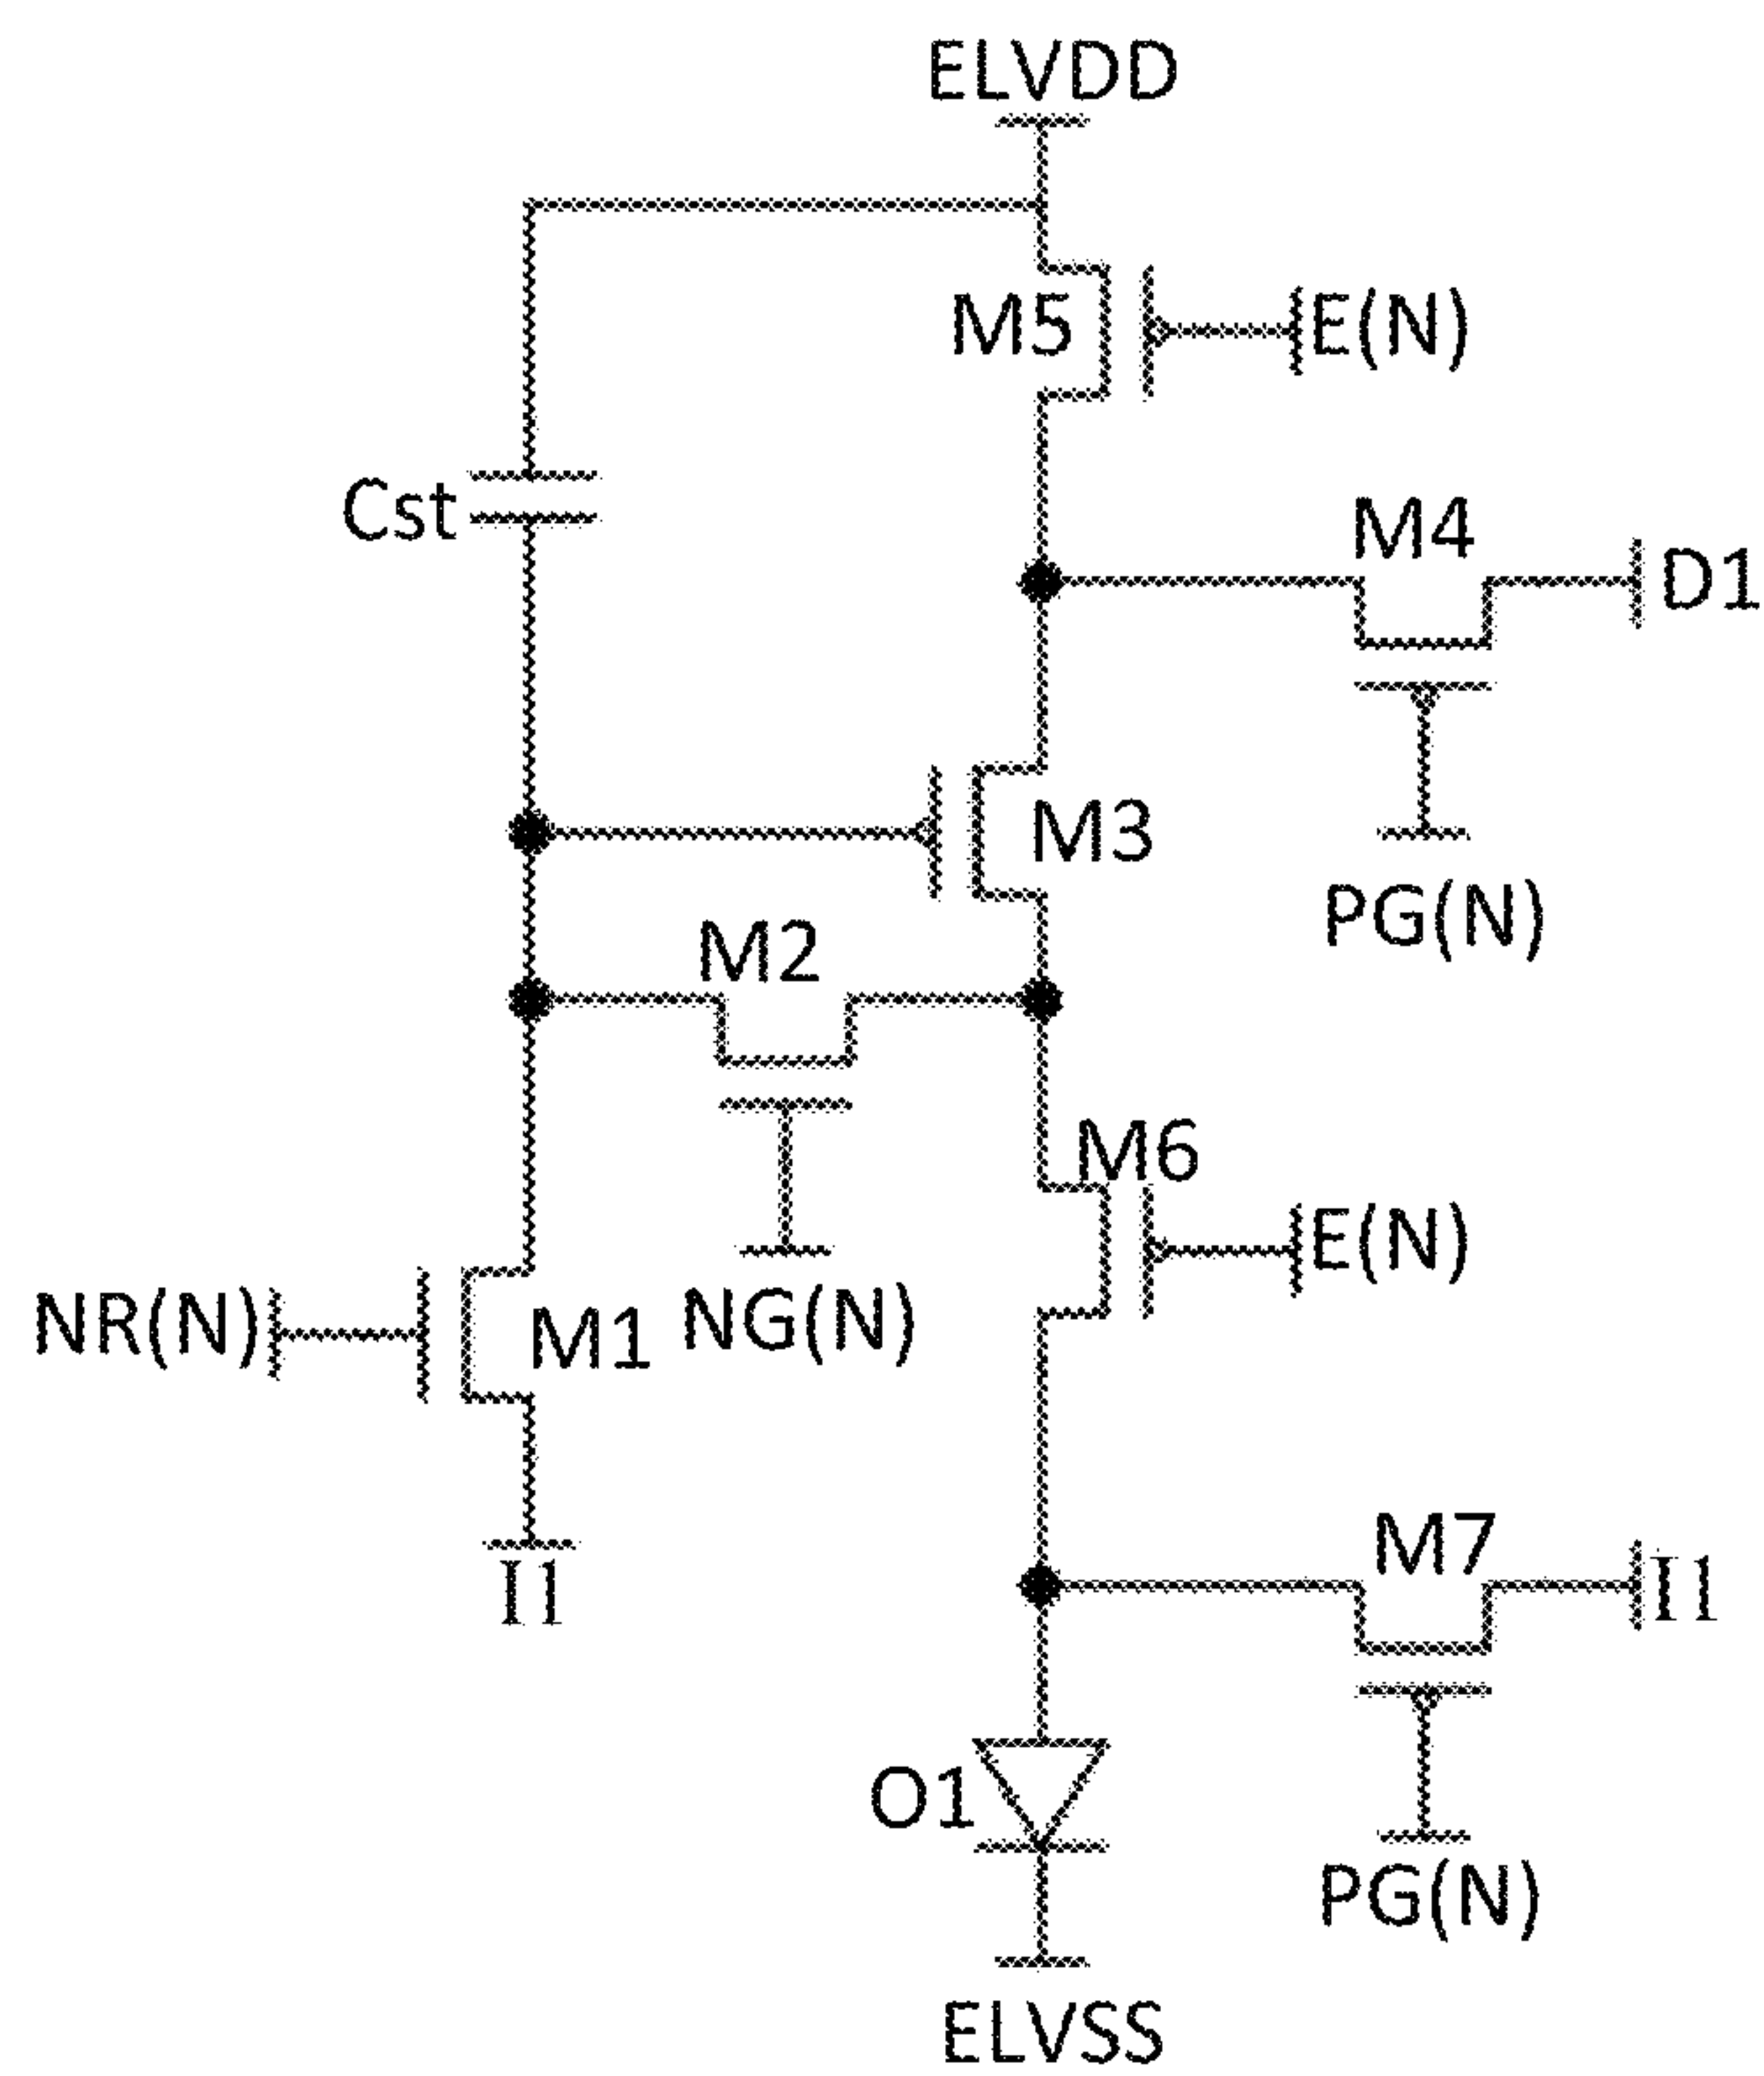 ELVDD
M5
E(N)
Cst
M4
D1
M3
PG(N)
M2
M6
E(N)
NR(N)
M1
NG(N)
I1
M7
I1
O1
PG(N)
ELVSS